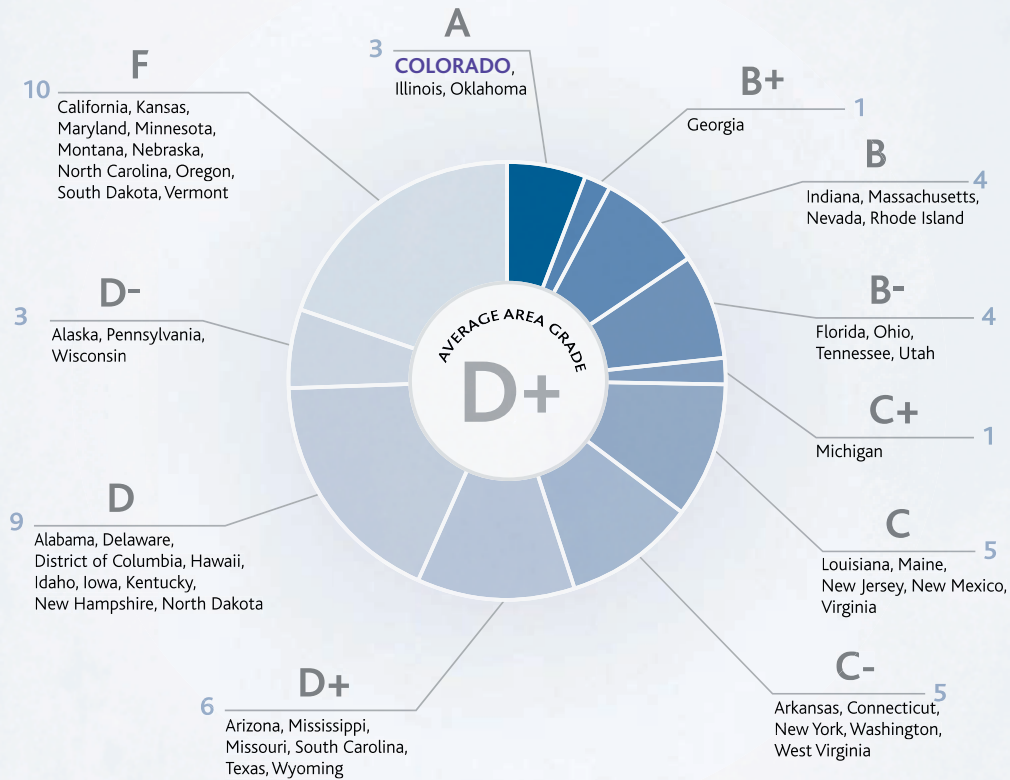 A
3
COLORADO,
Illinois, Oklahoma
B+
1
Georgia
B
4
Indiana, Massachusetts,
Nevada, Rhode Island
B-
4
Florida, Ohio,
Tennessee, Utah
C+
1
Michigan
C
5
Louisiana, Maine,
New Jersey, New Mexico,
Virginia
C-
5
Arkansas, Connecticut,
New York, Washington,
West Virginia
D+
6
Arizona, Mississippi,
Missouri, South Carolina,
Texas, Wyoming
D
9
Alabama, Delaware,
District of Columbia, Hawaii,
Idaho, Iowa, Kentucky,
New Hampshire, North Dakota
D-
3
Alaska, Pennsylvania,
Wisconsin
F
10
California, Kansas,
Maryland, Minnesota,
Montana, Nebraska,
North Carolina, Oregon,
South Dakota, Vermont
AVERAGE AREA GRADE
D+